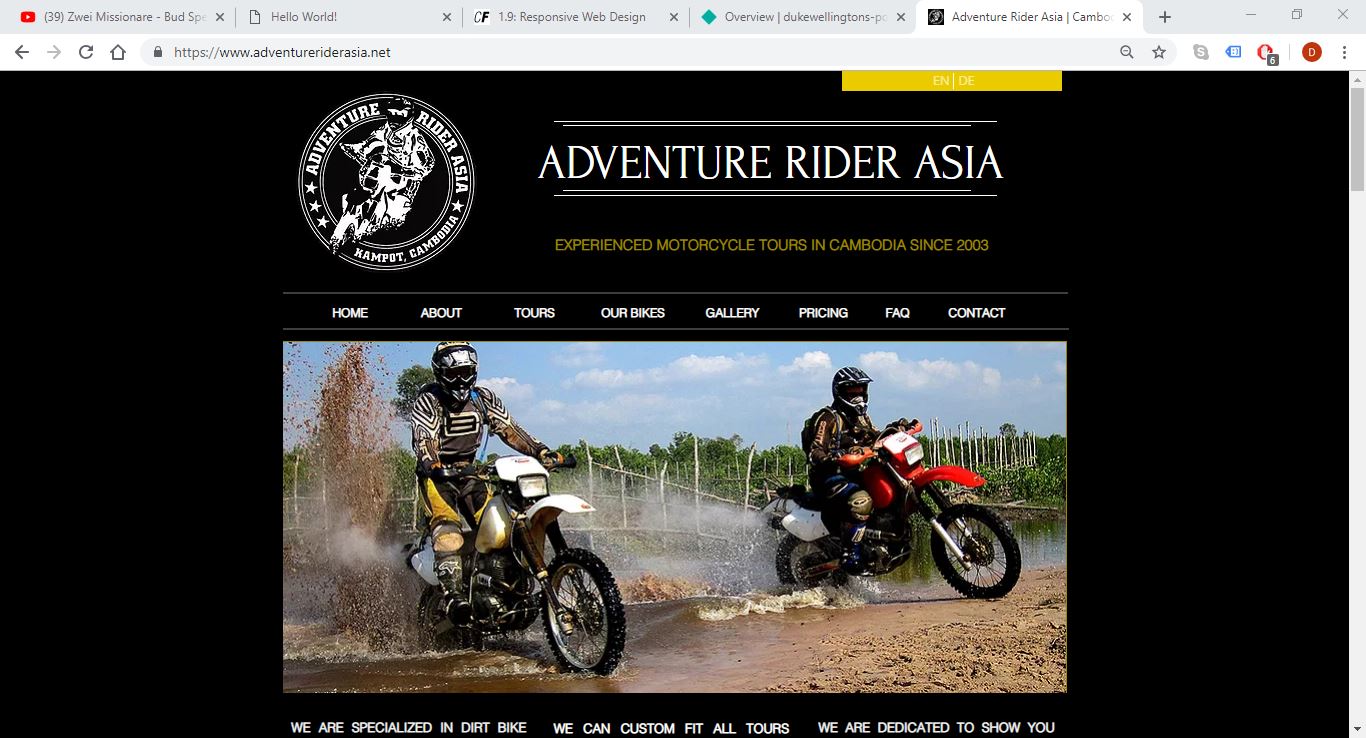 (39) Zwei Missionare - Bud Spe
Hello World!
CF 1.9: Responsive Web Design
Overview | dukewellingtons-po
Adventure Rider Asia | Cambo
https://www.adventureriderasia.net
6
D
EN | DE
ADVENTURE RIDER ASIA
KAMPOT, CAMBODIA
ADVENTURE RIDER ASIA
EXPERIENCED MOTORCYCLE TOURS IN CAMBODIA SINCE 2003
HOME ABOUT TOURS OUR BIKES GALLERY PRICING FAQ CONTACT
WE ARE SPECIALIZED IN DIRT BIKE
WE CAN CUSTOM FIT ALL TOURS
WE ARE DEDICATED TO SHOW YOU